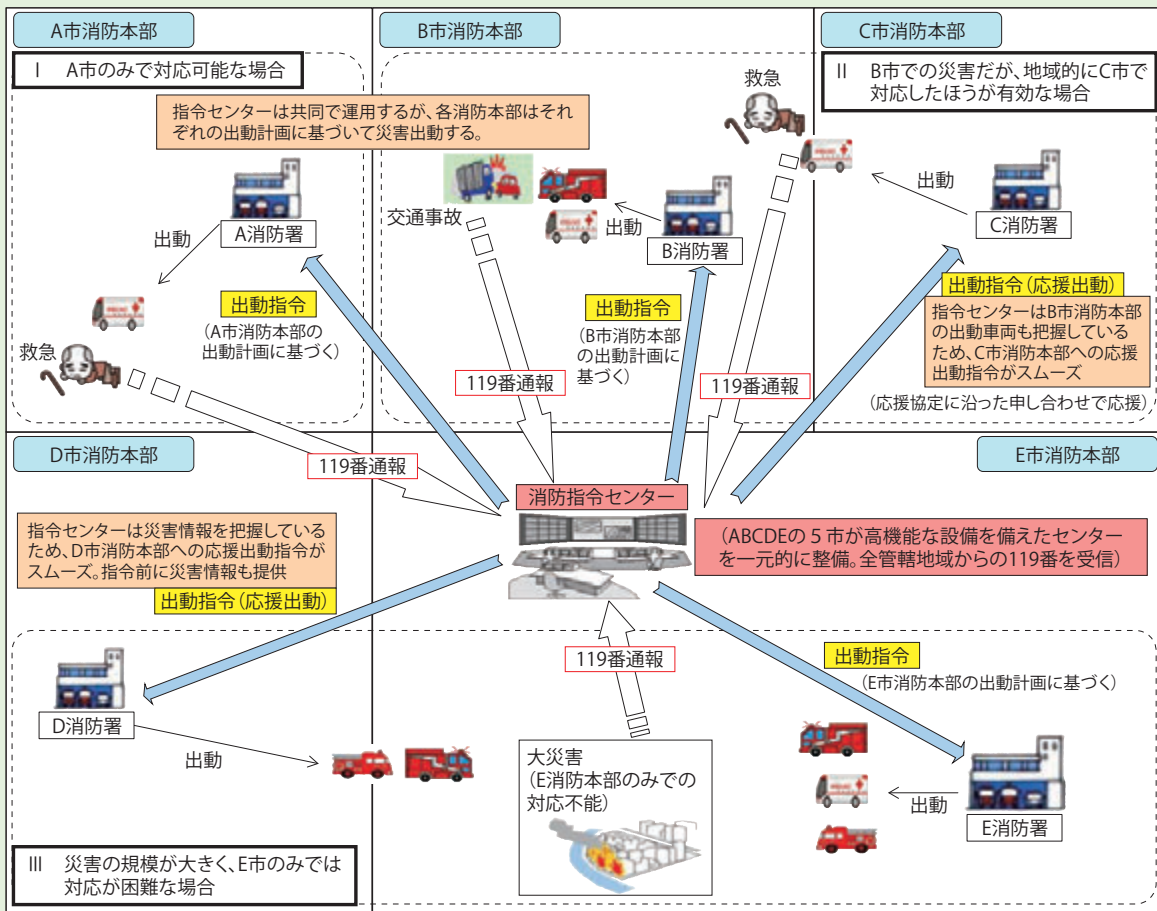 A市消防本部
B市消防本部
C市消防本部
Ⅰ A市のみで対応可能な場合
Ⅱ B市での災害だが、地域的にC市で
対応したほうが有効な場合
指令センターは共同で運用するが、各消防本部はそれ
ぞれの出動計画に基づいて災害出動する。
救急
出動
A消防署
交通事故
出動
B消防署
出動
C消防署
出動指令
(A市消防本部の
出動計画に基づく)
救急
出動指令
(B市消防本部
の出動計画に
基づく)
出動指令(応援出動)
指令センターはB市消防本部
の出動車両も把握している
ため、C市消防本部への応援
出動指令がスムーズ
(応援協定に沿った申し合わせで応援)
119番通報
119番通報
119番通報
D市消防本部
E市消防本部
消防指令センター
(ABCDEの5市が高機能な設備を備えたセンター
を一元的に整備。全管轄地域からの119番を受信)
指令センターは災害情報を把握している
ため、D市消防本部への応援出動指令が
スムーズ。指令前に災害情報も提供
出動指令(応援出動)
119番通報
出動指令
(E市消防本部の出動計画に基づく)
D消防署
出動
大災害
(E消防本部のみでの
対応不能)
出動
E消防署
Ⅲ 災害の規模が大きく、E市のみでは
対応が困難な場合